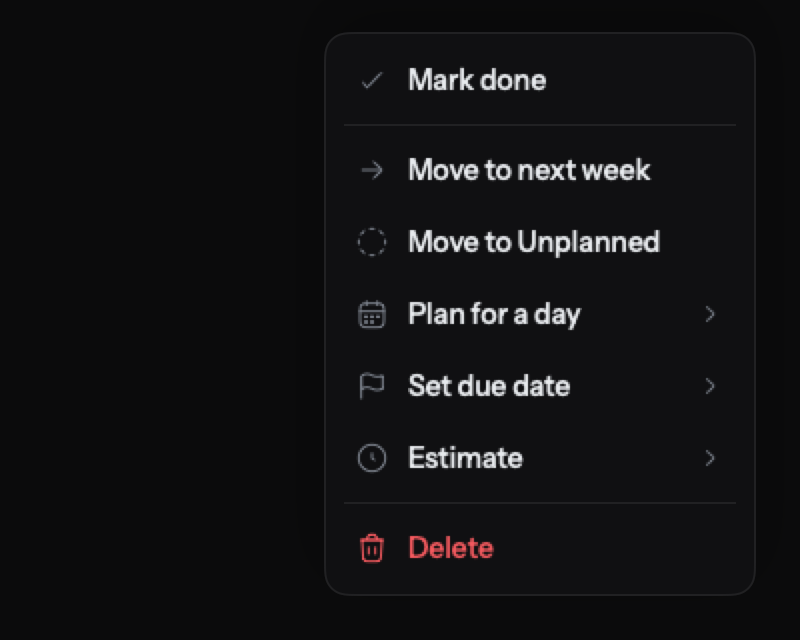 Mark done
Move to next week
Move to Unplanned
Plan for a day
Set due date
Estimate
Delete